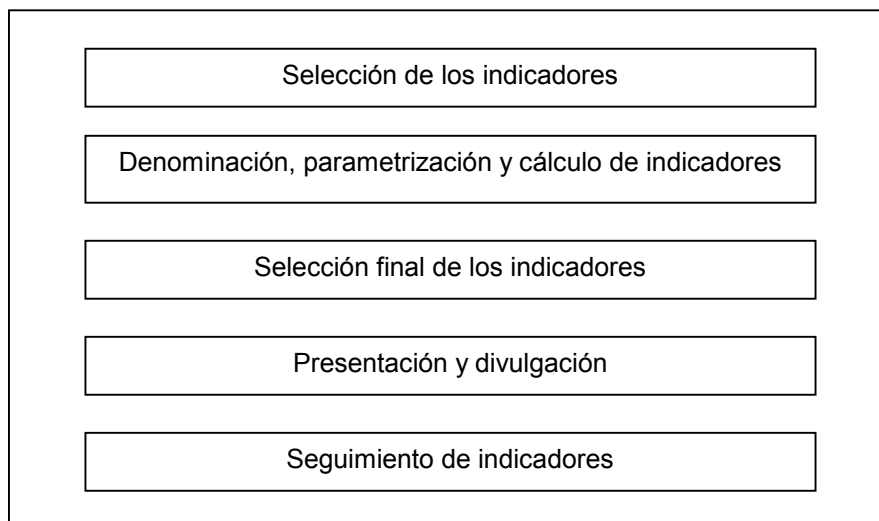 Selección de los indicadores
Denominación, parametrización y cálculo de indicadores
Selección final de los indicadores
Presentación y divulgación
Seguimiento de indicadores